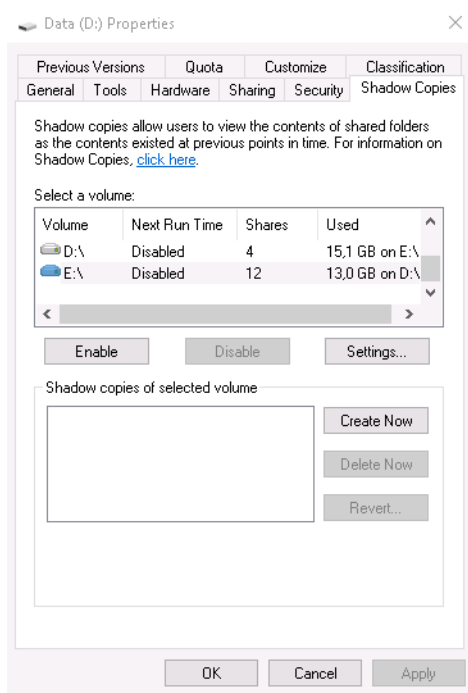 Data (D:) Properties
Previous Versions Quota Customize Classification
General Tools Hardware Sharing Security Shadow Copies
Shadow copies allow users to view the contents of shared folders
as the contents existed at previous points in time. For information on
Shadow Copies, click here.
Select a volume:
Volume Next Run Time Shares Used
D:\ Disabled 4 15,1 GB on E:\
E:\ Disabled 12 13,0 GB on D:\
Enable Disable Settings...
Shadow copies of selected volume
Create Now
Delete Now
Revert...
OK Cancel Apply